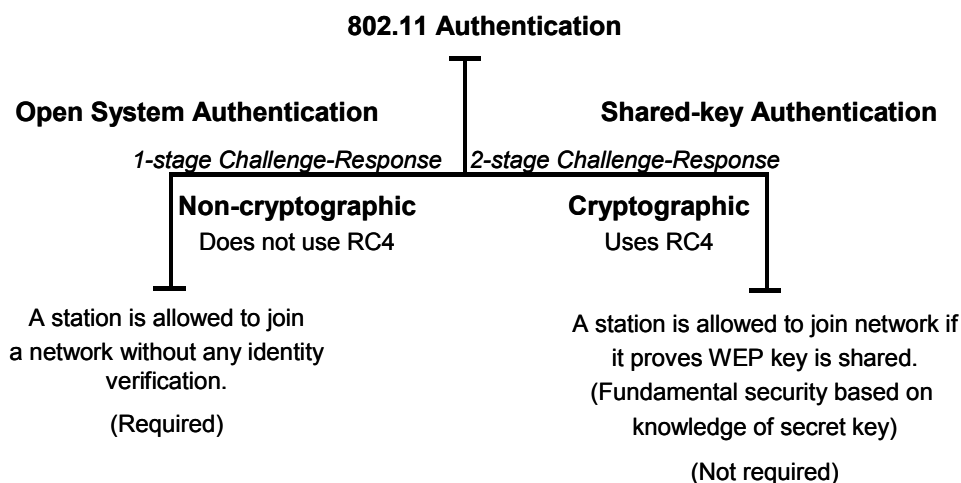 802.11 Authentication
Open System Authentication
1-stage Challenge-Response
Non-cryptographic
Does not use RC4
A station is allowed to join
a network without any identity
verification.
(Required)
Shared-key Authentication
2-stage Challenge-Response
Cryptographic
Uses RC4
A station is allowed to join network if
it proves WEP key is shared.
(Fundamental security based on
knowledge of secret key)
(Not required)